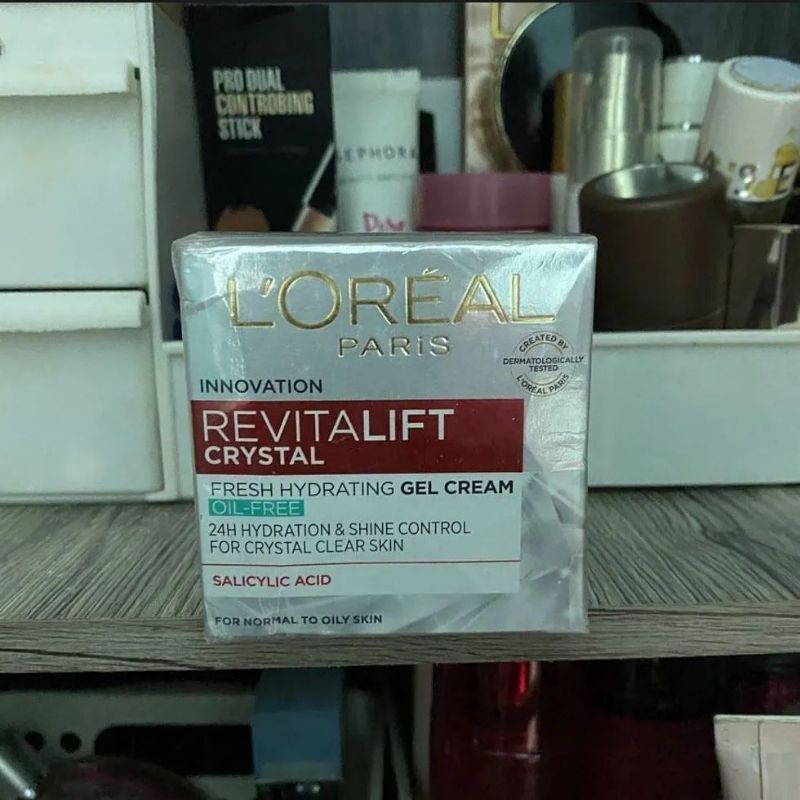 PRO DUAL
CONTROBING
STICK
SEPHORA
L'ORÉAL
PARiS
CREATED BY
DERMATOLOGICALLY
TESTED
L'ORÉAL PARIS
INNOVATION
REVITALIFT
CRYSTAL
FRESH HYDRATING GEL CREAM
OIL-FREE
24H HYDRATION & SHINE CONTROL
FOR CRYSTAL CLEAR SKIN
SALICYLIC ACID
FOR NORMAL TO OILY SKIN